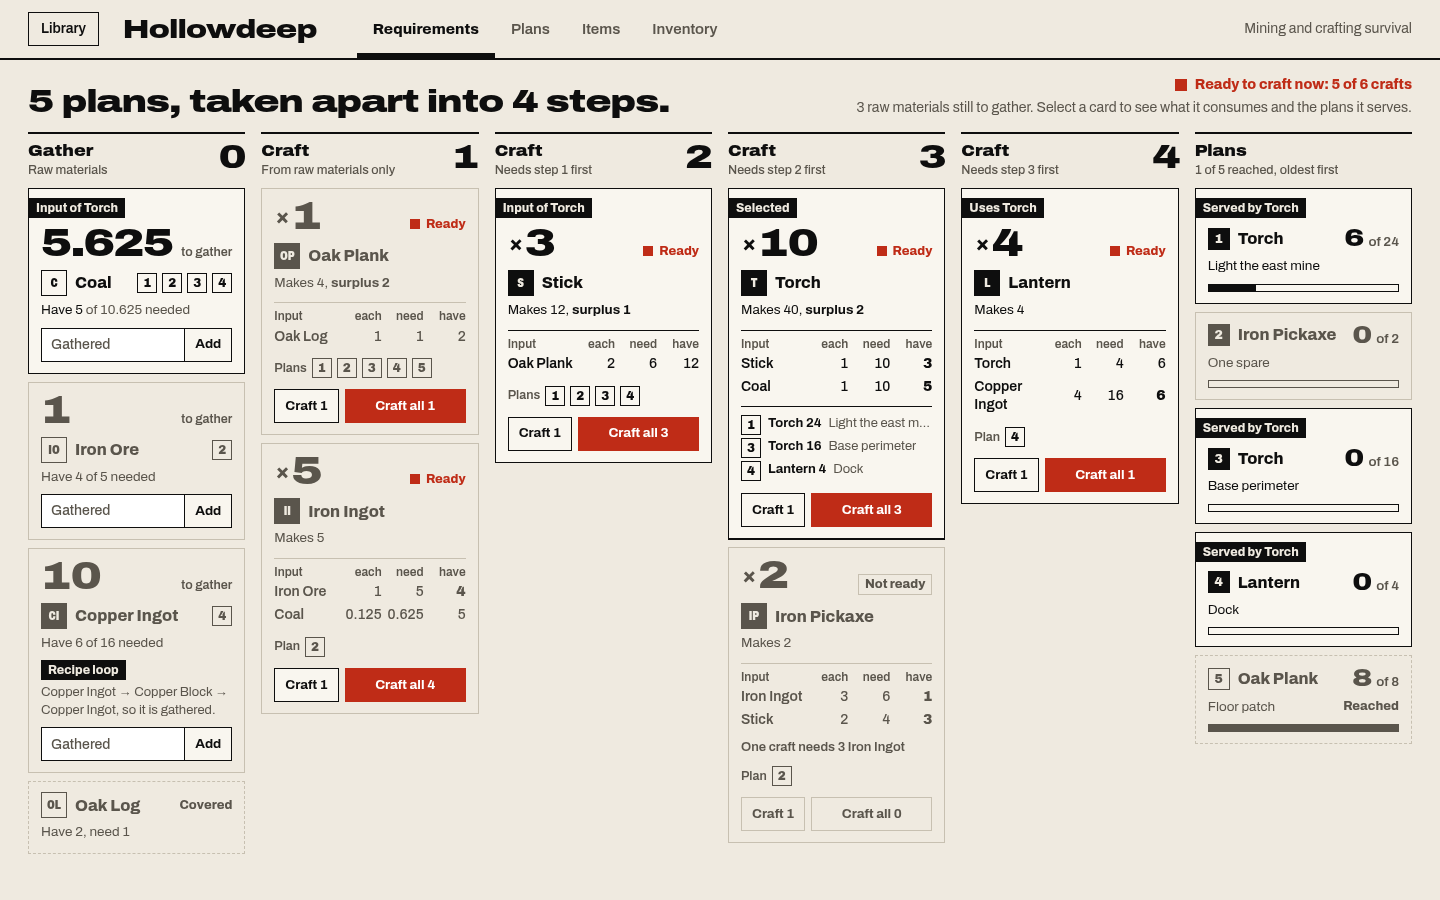 Library
Hollowdeep
Requirements
Plans
Items
Inventory
Mining and crafting survival
5 plans, taken apart into 4 steps.
Ready to craft now: 5 of 6 crafts
3 raw materials still to gather. Select a card to see what it consumes and the plans it serves.
Gather 0
Raw materials
Input of Torch
5.625 to gather
C Coal 1 2 3 4
Have 5 of 10.625 needed
Gathered Add
1 to gather
IO Iron Ore 2
Have 4 of 5 needed
Gathered Add
10 to gather
CI Copper Ingot 4
Have 6 of 16 needed
Recipe loop
Copper Ingot → Copper Block →
Copper Ingot, so it is gathered.
Gathered Add
OL Oak Log Covered
Have 2, need 1
Craft 1
From raw materials only
×1 Ready
OP Oak Plank
Makes 4, surplus 2
Input each need have
Oak Log 1 1 2
Plans 1 2 3 4 5
Craft 1 Craft all 1
×5 Ready
II Iron Ingot
Makes 5
Input each need have
Iron Ore 1 5 4
Coal 0.125 0.625 5
Plan 2
Craft 1 Craft all 4
Craft 2
Needs step 1 first
Input of Torch
×3 Ready
S Stick
Makes 12, surplus 1
Input each need have
Oak Plank 2 6 12
Plans 1 2 3 4
Craft 1 Craft all 3
Craft 3
Needs step 2 first
Selected
×10 Ready
T Torch
Makes 40, surplus 2
Input each need have
Stick 1 10 3
Coal 1 10 5
1 Torch 24 Light the east m…
3 Torch 16 Base perimeter
4 Lantern 4 Dock
Craft 1 Craft all 3
×2 Not ready
IP Iron Pickaxe
Makes 2
Input each need have
Iron Ingot 3 6 1
Stick 2 4 3
One craft needs 3 Iron Ingot
Plan 2
Craft 1 Craft all 0
Craft 4
Needs step 3 first
Uses Torch
×4 Ready
L Lantern
Makes 4
Input each need have
Torch 1 4 6
Copper
Ingot 4 16 6
Plan 4
Craft 1 Craft all 1
Plans
1 of 5 reached, oldest first
Served by Torch
1 Torch 6 of 24
Light the east mine
2 Iron Pickaxe 0 of 2
One spare
Served by Torch
3 Torch 0 of 16
Base perimeter
Served by Torch
4 Lantern 0 of 4
Dock
5 Oak Plank 8 of 8
Floor patch Reached